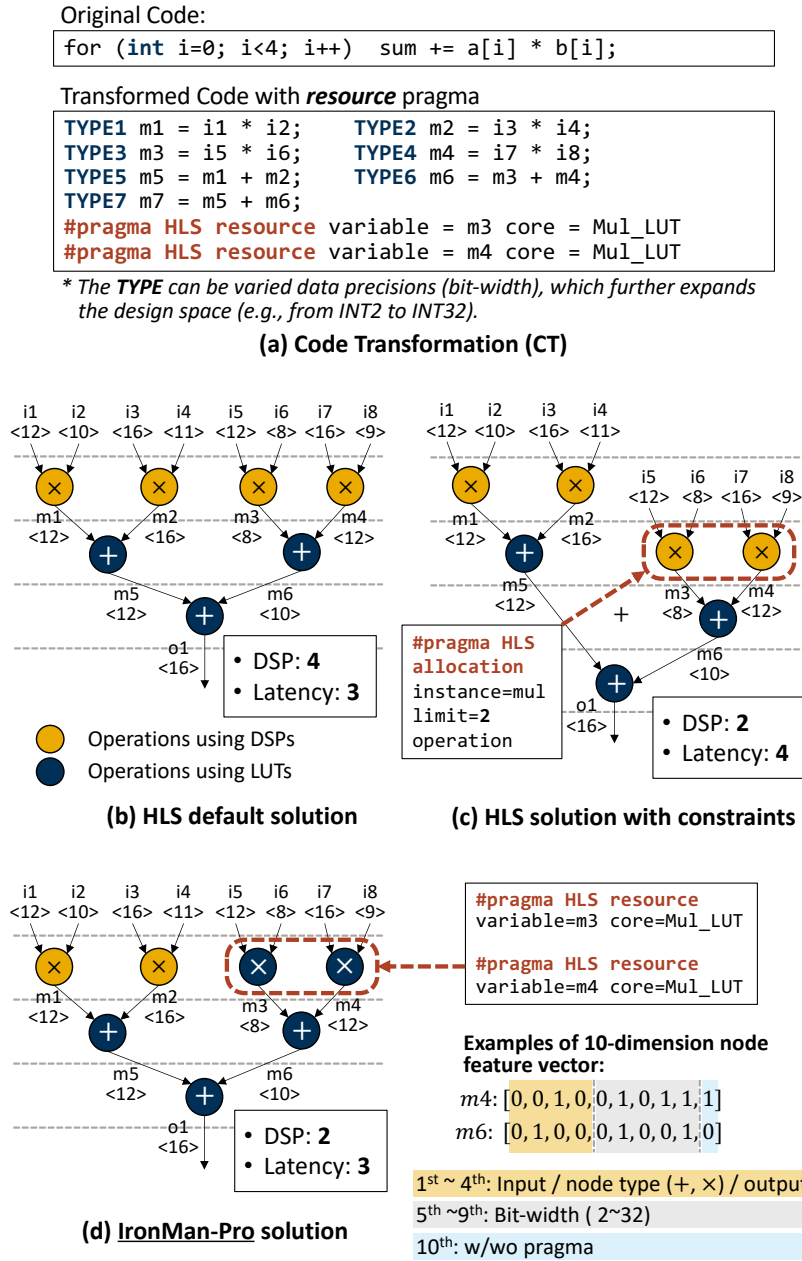 Original Code:
for (int i=0; i<4; i++) sum += a[i] * b[i];
Transformed Code with resource pragma
TYPE1 m1 = i1 * i2; TYPE2 m2 = i3 * i4;
TYPE3 m3 = i5 * i6; TYPE4 m4 = i7 * i8;
TYPE5 m5 = m1 + m2; TYPE6 m6 = m3 + m4;
TYPE7 m7 = m5 + m6;
#pragma HLS resource variable = m3 core = Mul_LUT
#pragma HLS resource variable = m4 core = Mul_LUT
* The TYPE can be varied data precisions (bit-width), which further expands
the design space (e.g., from INT2 to INT32).
(a) Code Transformation (CT)
i1 i2 i3 i4 i5 i6 i7 i8
<12> <10> <16> <11> <12> <8> <16> <9>
× × × ×
m1 m2 m3 m4
<12> <16> <8> <12>
+ +
m5 m6
<12> <10>
+
o1
<16>
• DSP: 4
• Latency: 3
Operations using DSPs
Operations using LUTs
(b) HLS default solution
i1 i2 i3 i4
<12> <10> <16> <11>
× ×
i5 i6 i7 i8
<12> <8> <16> <9>
m1 m2
<12> <16>
+ × ×
m5
<12>
m3 m4
<8> <12>
+ +
m6
<10>
#pragma HLS
allocation
instance=mul
limit=2
operation
+
o1
<16>
• DSP: 2
• Latency: 4
(c) HLS solution with constraints
i1 i2 i3 i4 i5 i6 i7 i8
<12> <10> <16> <11> <12> <8> <16> <9>
× × × ×
m1 m2 m3 m4
<12> <16> <8> <12>
+ +
m5 m6
<12> <10>
+
o1
<16>
• DSP: 2
• Latency: 3
(d) IronMan-Pro solution
#pragma HLS resource
variable=m3 core=Mul_LUT
#pragma HLS resource
variable=m4 core=Mul_LUT
Examples of 10-dimension node
feature vector:
m4: [0, 0, 1, 0, 0, 1, 0, 1, 1, 1]
m6: [0, 1, 0, 0, 0, 1, 0, 0, 1, 0]
1st ~ 4th: Input / node type (+, ×) / output
5th ~9th: Bit-width ( 2~32)
10th: w/wo pragma